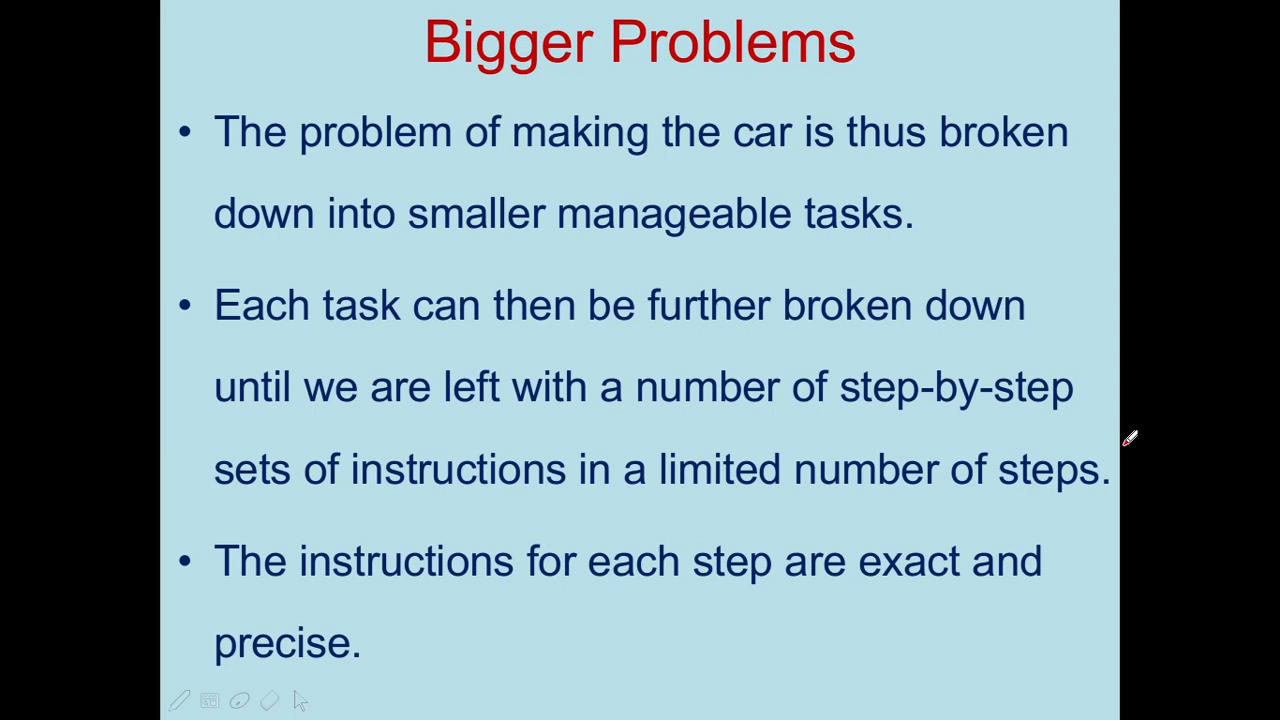 Bigger Problems
• The problem of making the car is thus broken
down into smaller manageable tasks.
• Each task can then be further broken down
until we are left with a number of step-by-step
sets of instructions in a limited number of steps.
• The instructions for each step are exact and
precise.